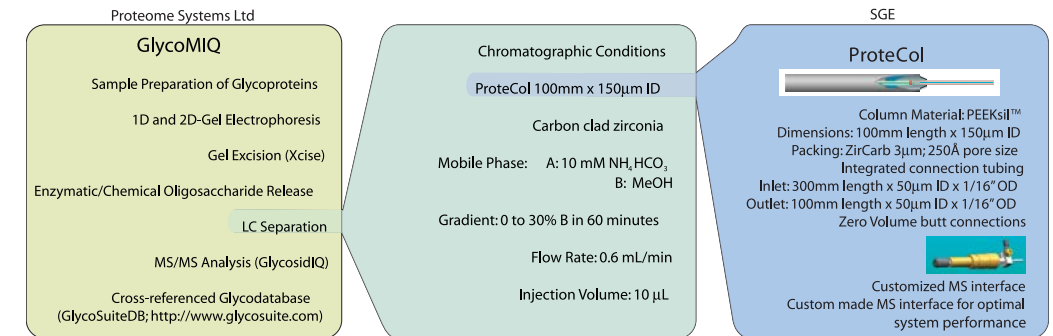 Proteome Systems Ltd
GlycoMIQ
Sample Preparation of Glycoproteins
1D and 2D-Gel Electrophoresis
Gel Excision (Xcise)
Enzymatic/Chemical Oligosaccharide Release
LC Separation
MS/MS Analysis (GlycosidIQ)
Cross-referenced Glycodatabase
(GlycoSuiteDB; http://www.glycosuite.com)
Chromatographic Conditions
ProteCol 100mm x 150µm ID
Carbon clad zirconia
Mobile Phase: A: 10 mM NH₄HCO₃
B: MeOH
Gradient: 0 to 30% B in 60 minutes
Flow Rate: 0.6 mL/min
Injection Volume: 10 µL
SGE
ProteCol
Column Material: PEEKsil™
Dimensions: 100mm length x 150µm ID
Packing: ZirCarb 3µm; 250Å pore size
Integrated connection tubing
Inlet: 300mm length x 50µm ID x 1/16" OD
Outlet: 100mm length x 50µm ID x 1/16" OD
Zero Volume butt connections
Customized MS interface
Custom made MS interface for optimal
system performance